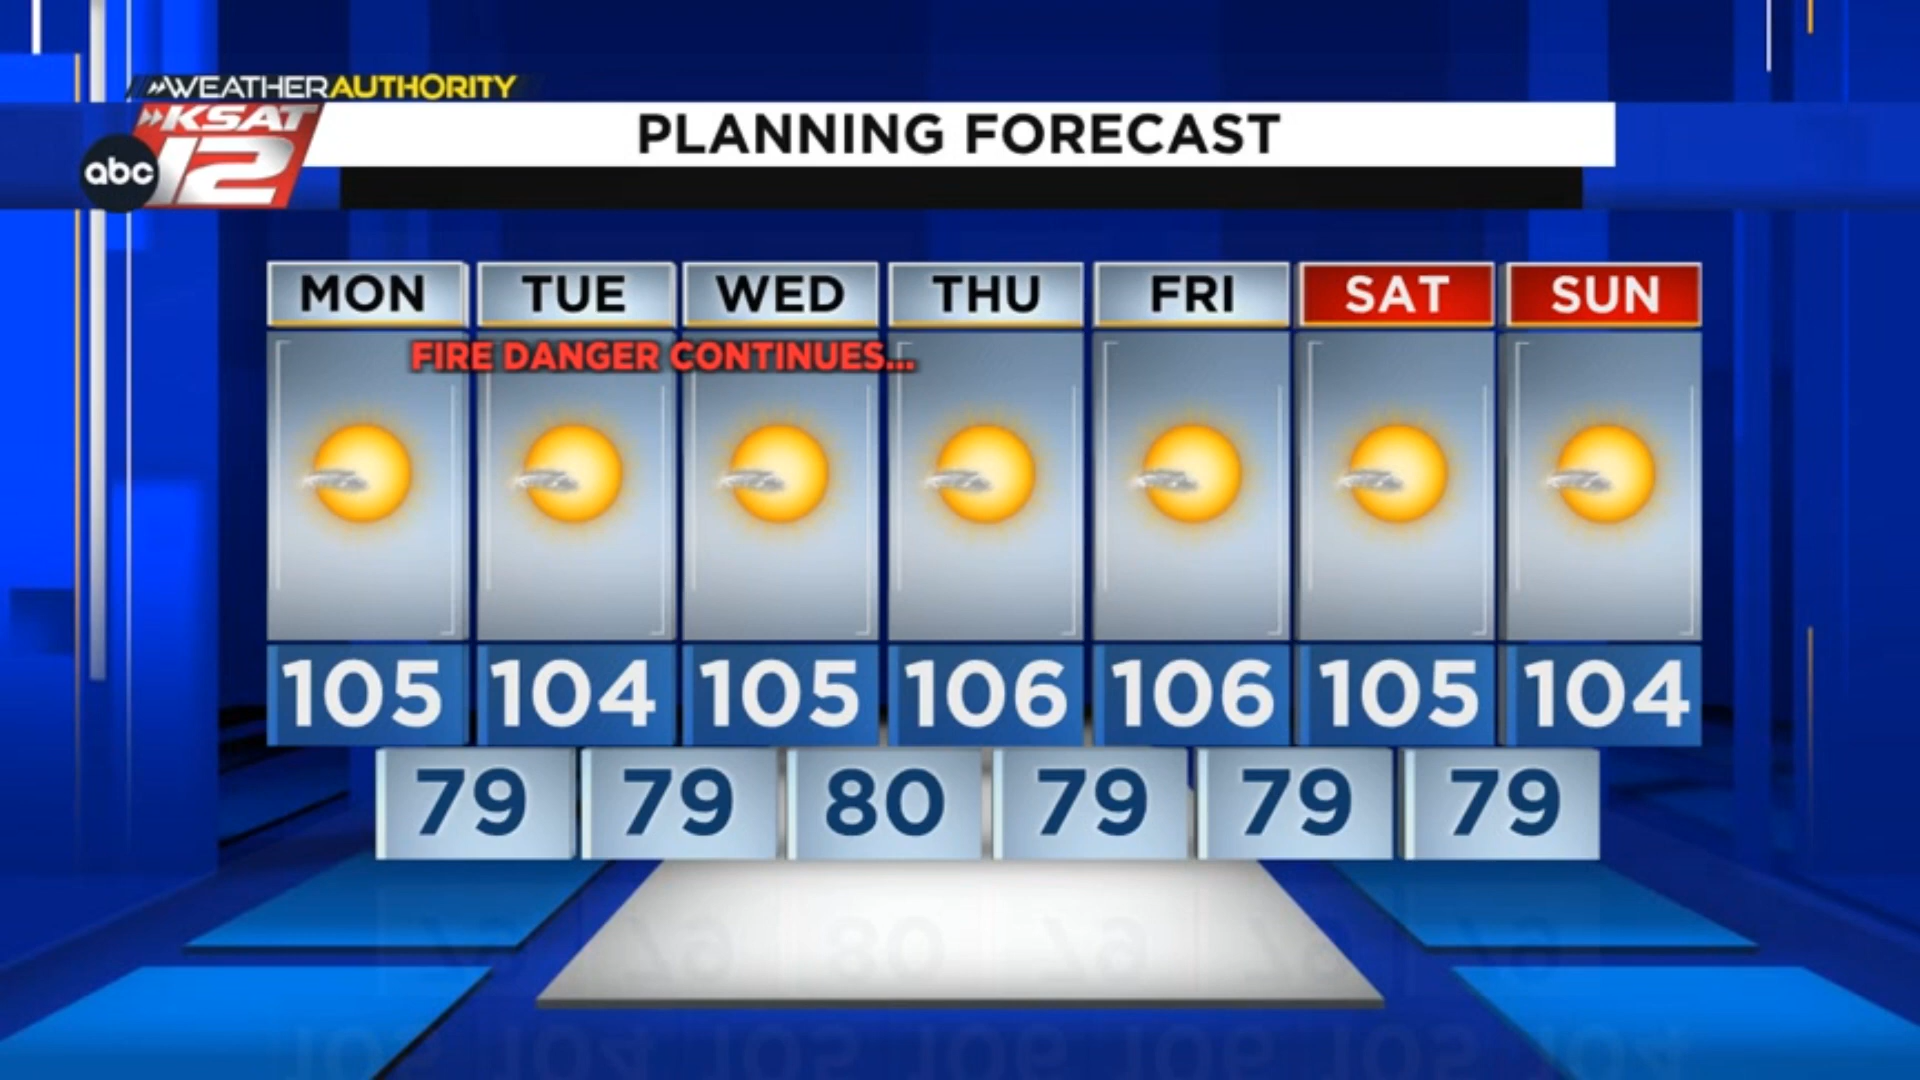 WEATHERAUTHORITY
KSAT
abc 12
PLANNING FORECAST
MON TUE WED THU FRI SAT SUN
FIRE DANGER CONTINUES...
105 104 105 106 106 105 104
79 79 80 79 79 79